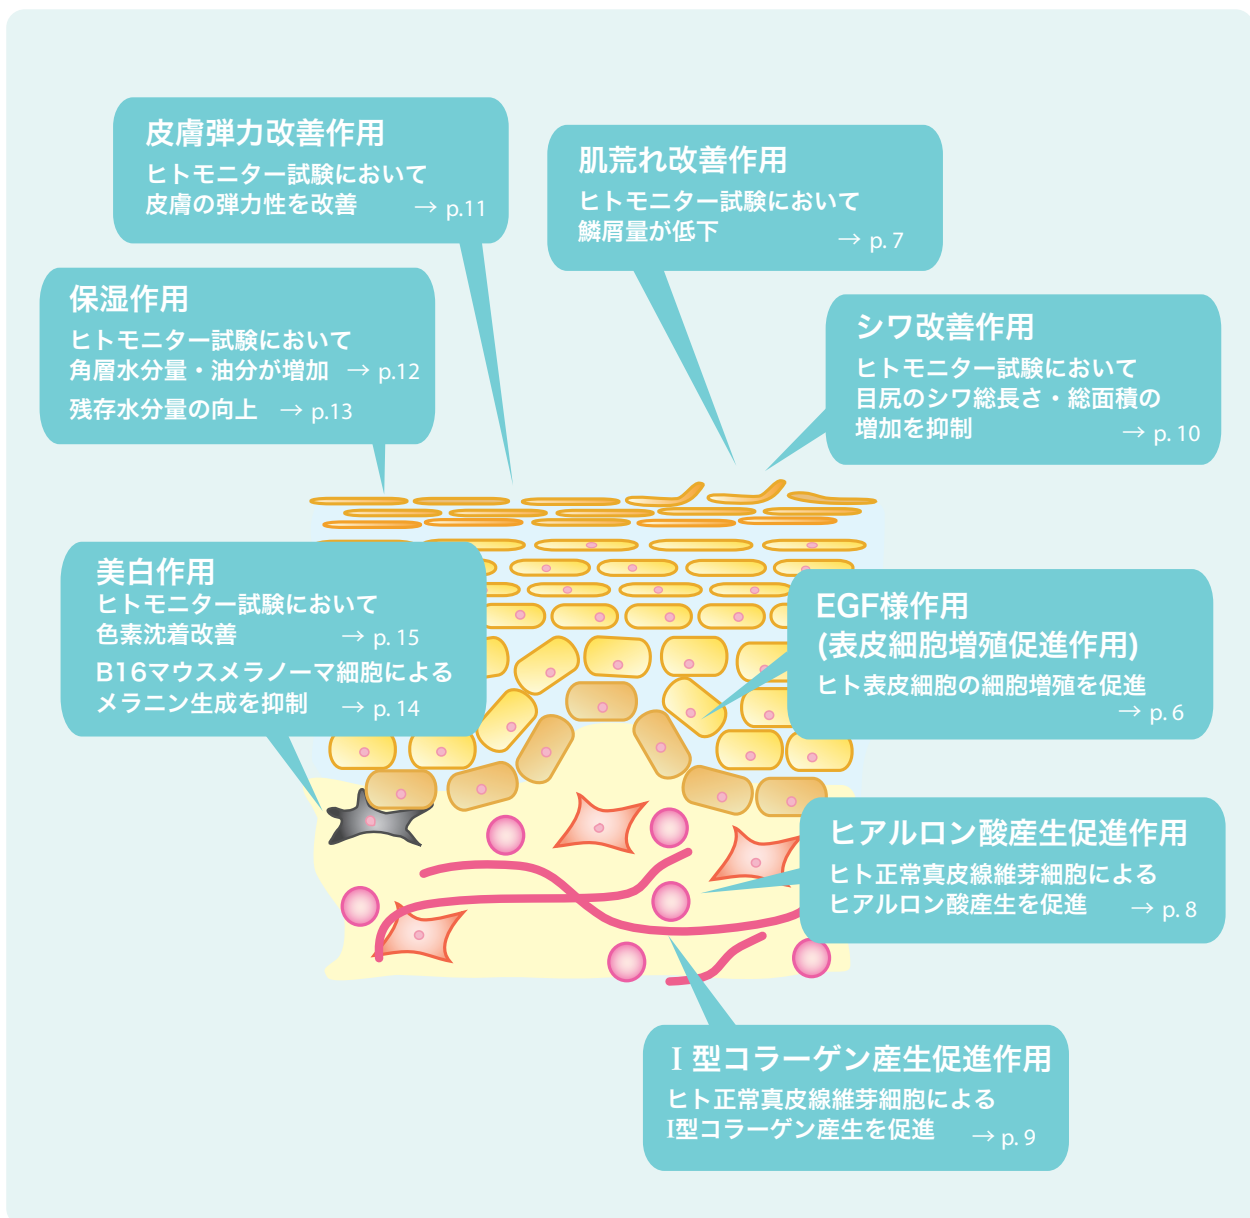 皮膚弾力改善作用
ヒトモニター試験において
皮膚の弾力性を改善 → p.11
肌荒れ改善作用
ヒトモニター試験において
鱗屑量が低下 → p. 7
保湿作用
ヒトモニター試験において
角層水分量・油分が増加 → p.12
残存水分量の向上 → p.13
シワ改善作用
ヒトモニター試験において
目尻のシワ総長さ・総面積の
増加を抑制 → p. 10
美白作用
ヒトモニター試験において
色素沈着改善 → p. 15
B16マウスメラノーマ細胞による
メラニン生成を抑制 → p. 14
EGF様作用
(表皮細胞増殖促進作用)
ヒト表皮細胞の細胞増殖を促進
→ p. 6
ヒアルロン酸産生促進作用
ヒト正常真皮線維芽細胞による
ヒアルロン酸産生を促進 → p. 8
Ⅰ型コラーゲン産生促進作用
ヒト正常真皮線維芽細胞による
Ⅰ型コラーゲン産生を促進 → p. 9